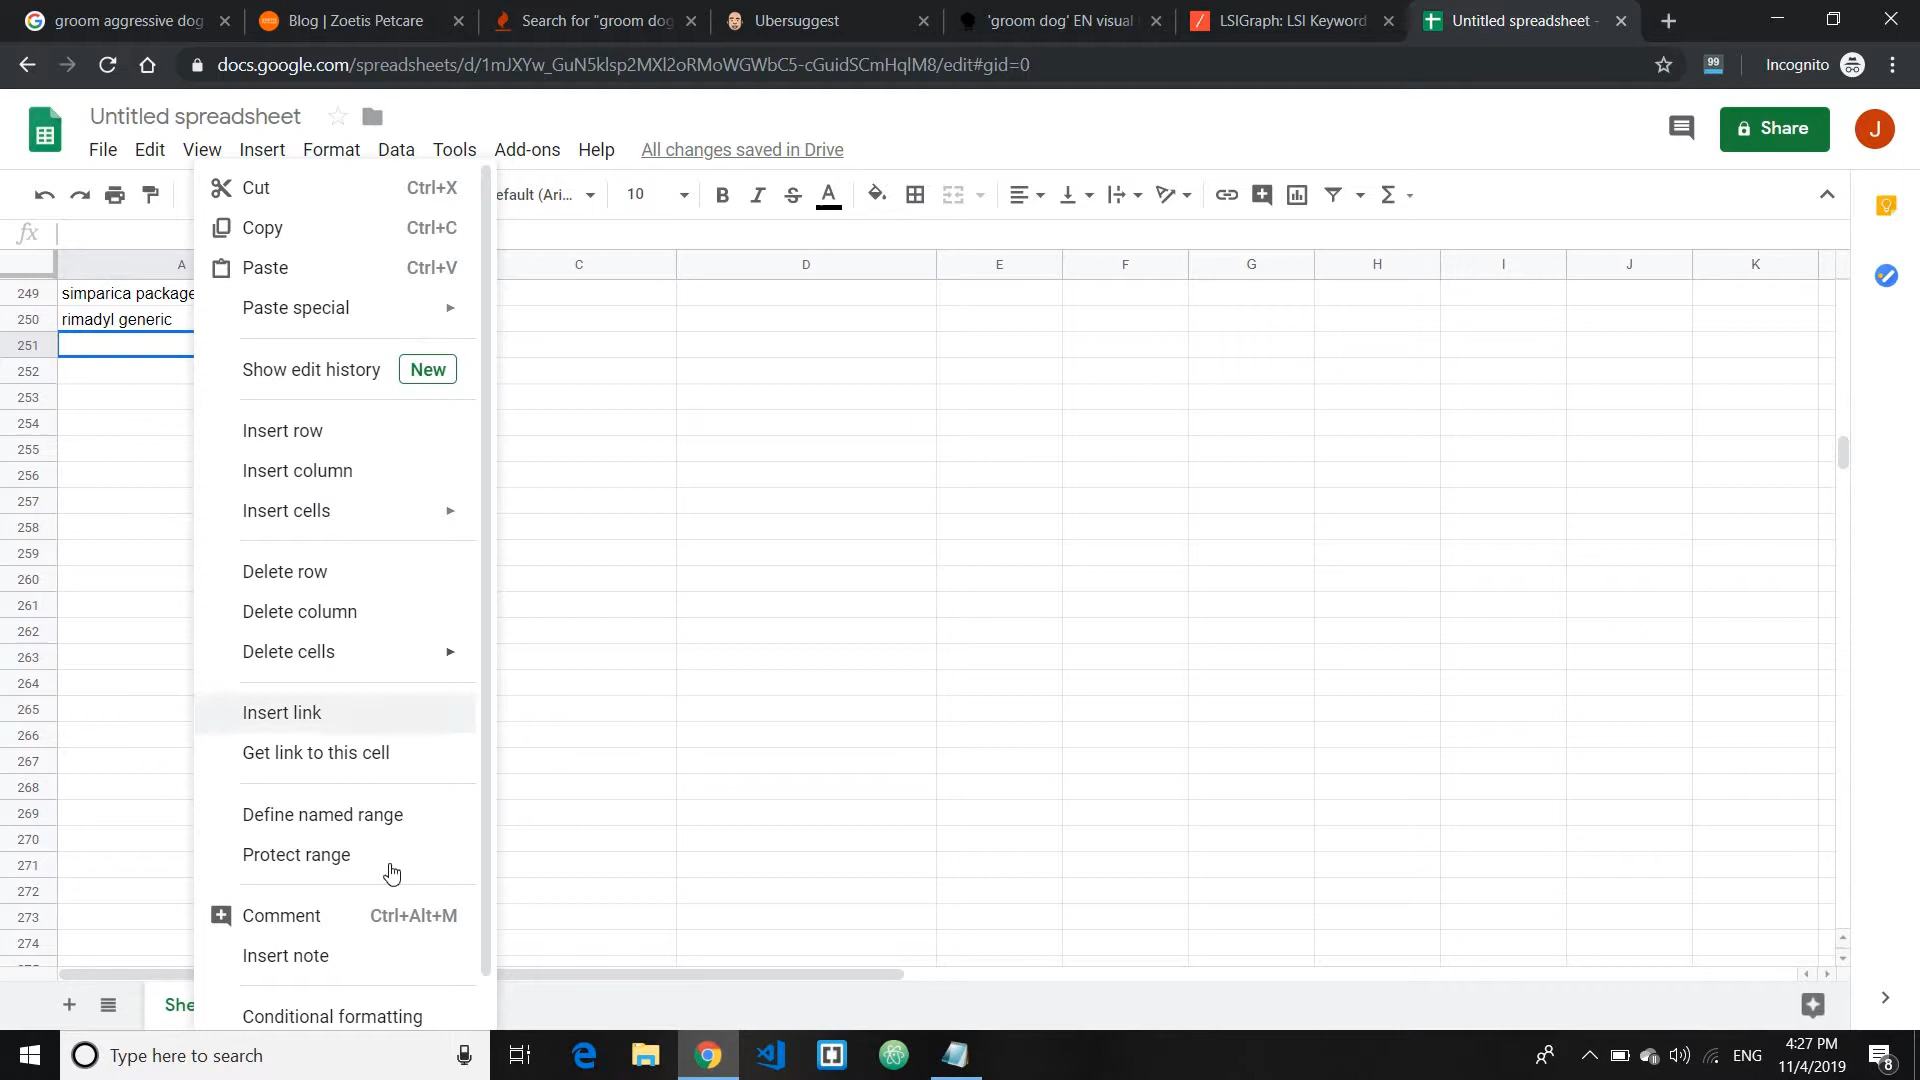 groom aggressive dog
Blog | Zoetis Petcare
Search for "groom dog
Ubersuggest
'groom dog' EN visual
LSIGraph: LSI Keyword
Untitled spreadsheet -
docs.google.com/spreadsheets/d/1mJXYw_GuN5klsp2MXl2oRMoWGWbC5-cGuidSCmHqlM8/edit#gid=0
99
Incognito
Untitled spreadsheet
Share
J
File Edit View Insert Format Data Tools Add-ons Help All changes saved in Drive
efault (Ari...
10
B I S A
fx
A C D E F G H I J K
249 simparica package
250 rimadyl generic
251
252
253
254
255
256
257
258
259
260
261
262
263
264
265
266
267
268
269
270
271
272
273
274
Cut Ctrl+X
Copy Ctrl+C
Paste Ctrl+V
Paste special
Show edit history New
Insert row
Insert column
Insert cells
Delete row
Delete column
Delete cells
Insert link
Get link to this cell
Define named range
Protect range
Comment Ctrl+Alt+M
Insert note
Conditional formatting
She
Type here to search
ENG
4:27 PM
11/4/2019
8